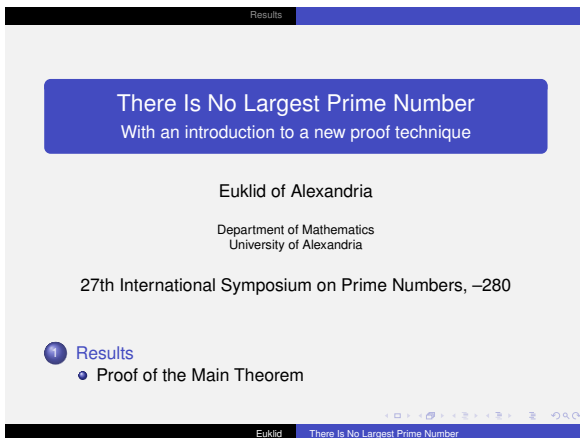 Results
There Is No Largest Prime Number
With an introduction to a new proof technique
Euklid of Alexandria
Department of Mathematics
University of Alexandria
27th International Symposium on Prime Numbers, –280
1 Results
Proof of the Main Theorem
Euklid There Is No Largest Prime Number